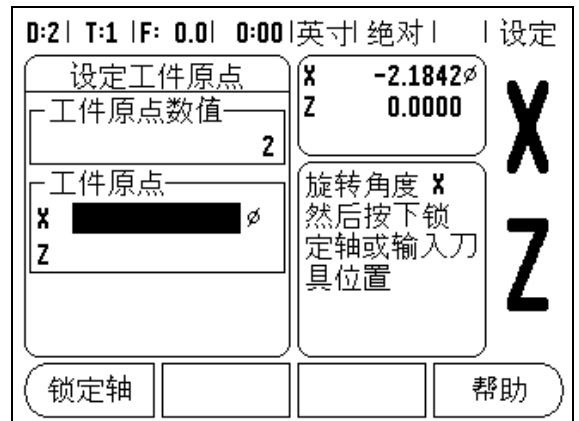 D:2| T:1 |F: 0.0| 0:00|英寸|绝对| |设定
设定工件原点
工件原点数值
2
工件原点
X ø
Z
X -2.1842ø
Z 0.0000
旋转角度 X
然后按下锁
定轴或输入刀
具位置
X
Z
锁定轴
帮助